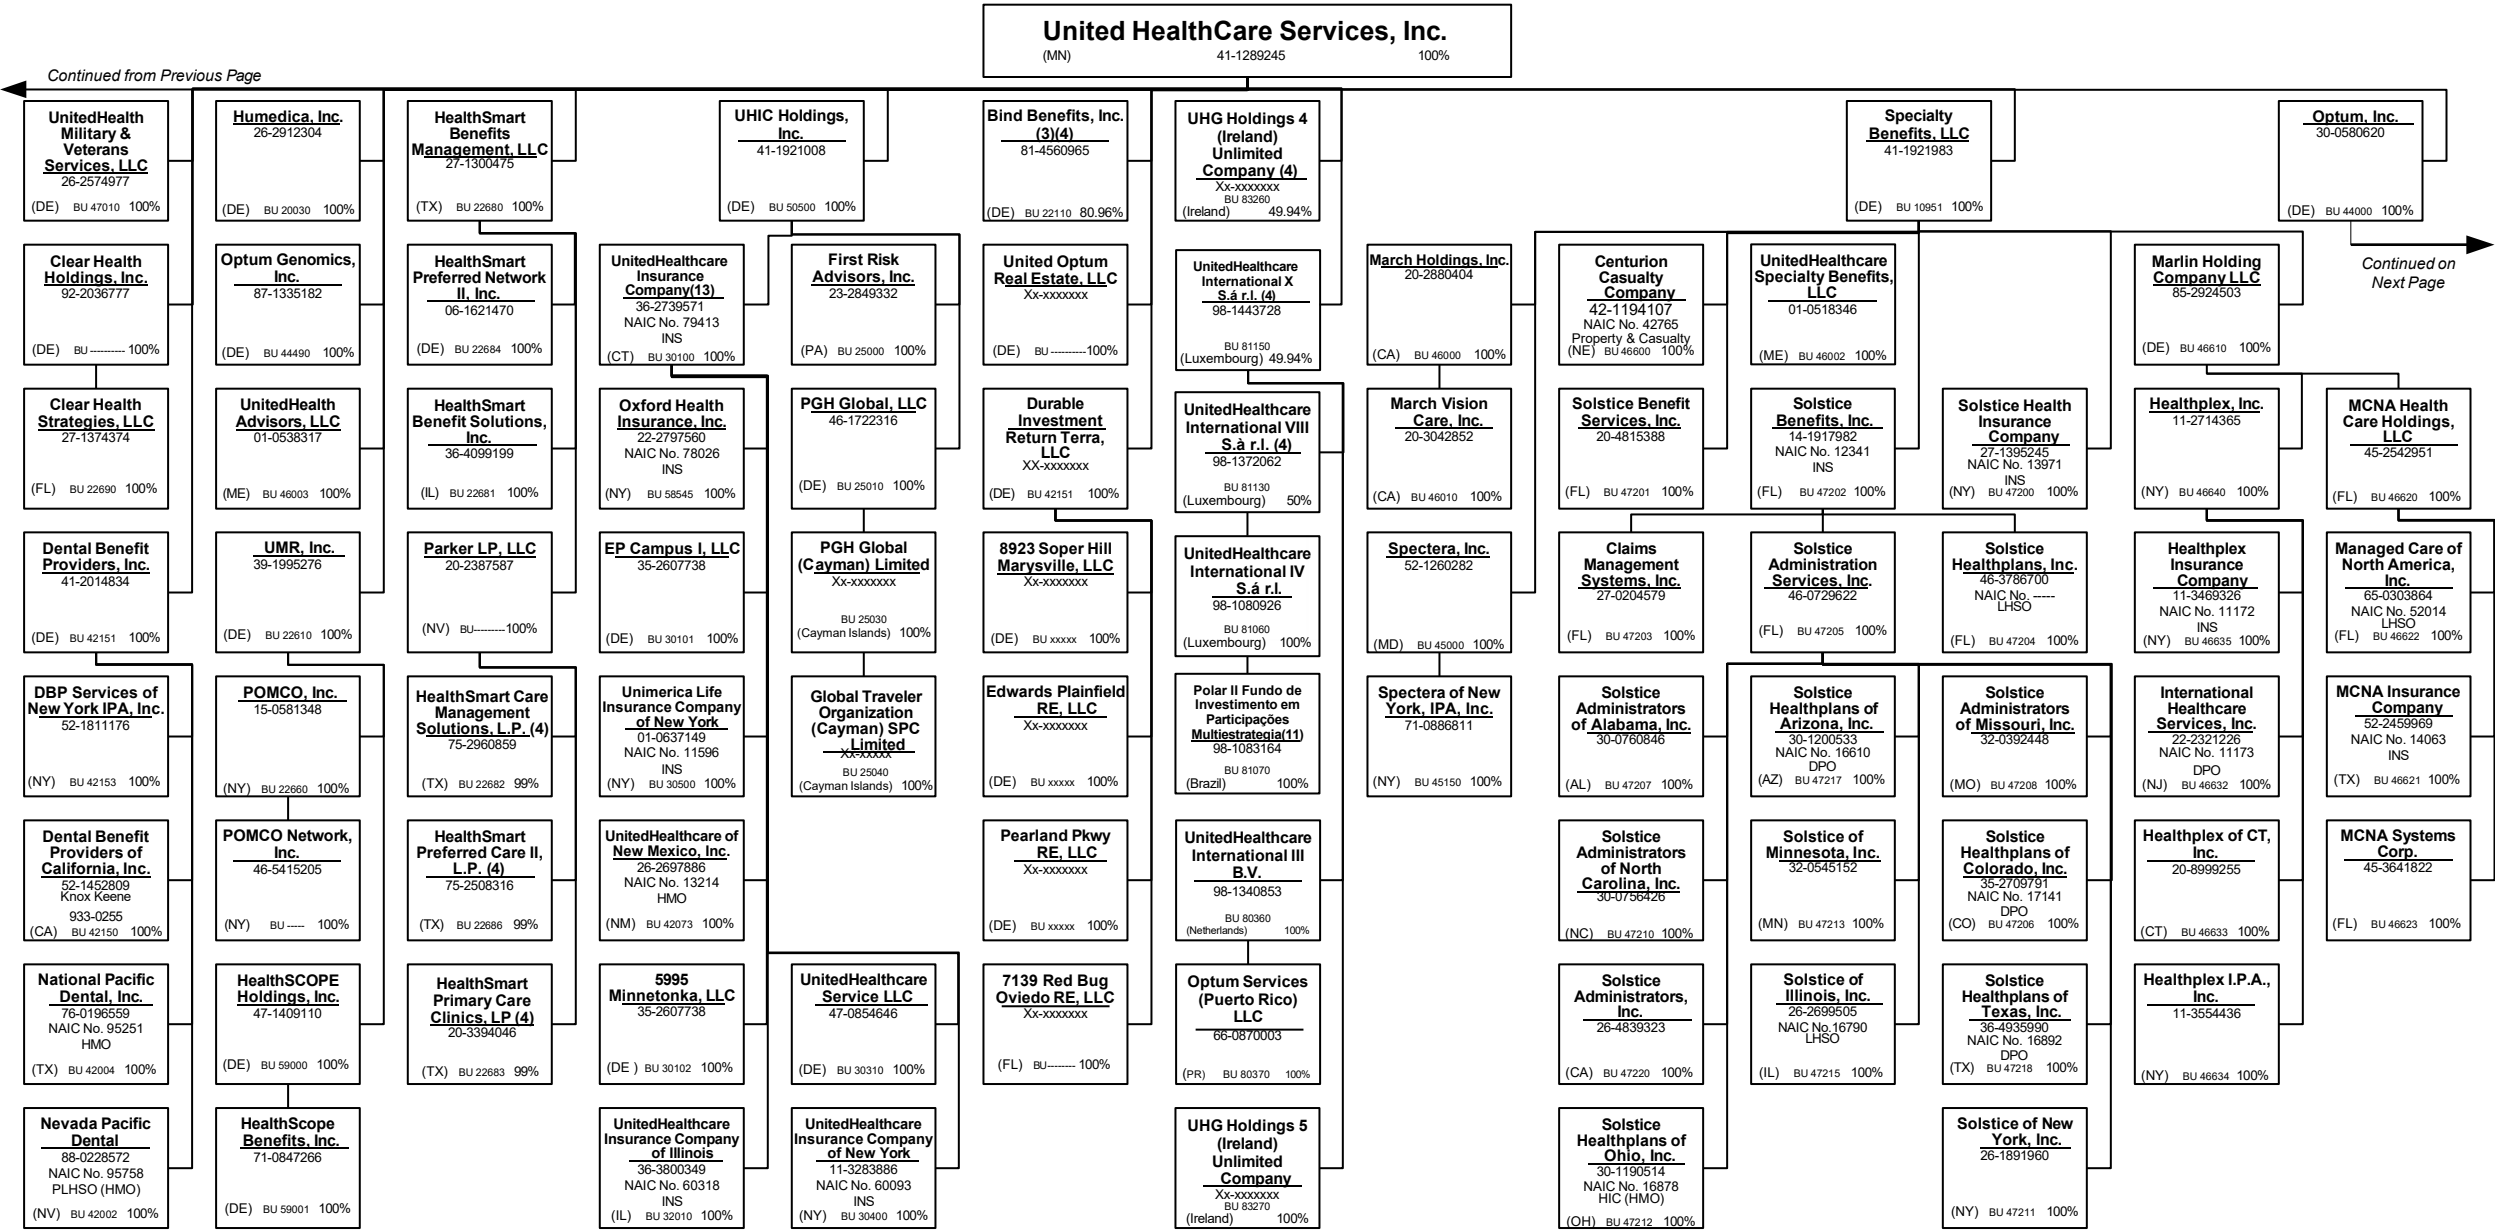 United HealthCare Services, Inc.
(MN) 41-1289245 100%
Continued from Previous Page
UnitedHealth
Military &
Veterans
Services, LLC
26-2574977
(DE) BU 47010 100%
Humedica, Inc.
26-2912304
(DE) BU 20030 100%
HealthSmart
Benefits
Management, LLC
27-1300475
(TX) BU 22680 100%
UHIC Holdings,
Inc.
41-1921008
(DE) BU 50500 100%
Bind Benefits, Inc.
(3)(4)
81-4560965
(DE) BU 22110 80.96%
UHG Holdings 4
(Ireland)
Unlimited
Company (4)
Xx-xxxxxxx
BU 83260
(Ireland) 49.94%
Specialty
Benefits, LLC
41-1921983
(DE) BU 10951 100%
Optum, Inc.
30-0580620
(DE) BU 44000 100%
Continued on
Next Page
Clear Health
Holdings, Inc.
92-2036777
(DE) BU ---------- 100%
Optum Genomics,
Inc.
87-1335182
(DE) BU 44490 100%
HealthSmart
Preferred Network
II, Inc.
06-1621470
(DE) BU 22684 100%
UnitedHealthcare
Insurance
Company(13)
36-2739571
NAIC No. 79413
INS
(CT) BU 30100 100%
First Risk
Advisors, Inc.
23-2849332
(PA) BU 25000 100%
United Optum
Real Estate, LLC
Xx-xxxxxxx
(DE) BU ----------100%
UnitedHealthcare
International X
S.á r.l. (4)
98-1443728
BU 81150
(Luxembourg) 49.94%
March Holdings, Inc.
20-2880404
(CA) BU 46000 100%
Centurion
Casualty
Company
42-1194107
NAIC No. 42765
Property & Casualty
(NE) BU 46600 100%
UnitedHealthcare
Specialty Benefits,
LLC
01-0518346
(ME) BU 46002 100%
Marlin Holding
Company LLC
85-2924503
(DE) BU 46610 100%
Clear Health
Strategies, LLC
27-1374374
(FL) BU 22690 100%
UnitedHealth
Advisors, LLC
01-0538317
(ME) BU 46003 100%
HealthSmart
Benefit Solutions,
Inc.
36-4099199
(IL) BU 22681 100%
Oxford Health
Insurance, Inc.
22-2797560
NAIC No. 78026
INS
(NY) BU 58545 100%
PGH Global, LLC
46-1722316
(DE) BU 25010 100%
Durable
Investment
Return Terra,
LLC
XX-xxxxxxx
(DE) BU 42151 100%
UnitedHealthcare
International VIII
S.à r.l. (4)
98-1372062
BU 81130
(Luxembourg) 50%
March Vision
Care, Inc.
20-3042852
(CA) BU 46010 100%
Solstice Benefit
Services, Inc.
20-4815388
(FL) BU 47201 100%
Solstice
Benefits, Inc.
14-1917982
NAIC No. 12341
INS
(FL) BU 47202 100%
Solstice Health
Insurance
Company
27-1395245
NAIC No. 13971
INS
(NY) BU 47200 100%
Healthplex, Inc.
11-2714365
(NY) BU 46640 100%
MCNA Health
Care Holdings,
LLC
45-2542951
(FL) BU 46620 100%
Dental Benefit
Providers, Inc.
41-2014834
(DE) BU 42151 100%
UMR, Inc.
39-1995276
(DE) BU 22610 100%
Parker LP, LLC
20-2387587
(NV) BU---------100%
EP Campus I, LLC
35-2607738
(DE) BU 30101 100%
PGH Global
(Cayman) Limited
Xx-xxxxxxx
BU 25030
(Cayman Islands) 100%
8923 Soper Hill
Marysville, LLC
Xx-xxxxxxx
(DE) BU xxxxx 100%
UnitedHealthcare
International IV
S.á r.l.
98-1080926
BU 81060
(Luxembourg) 100%
Spectera, Inc.
52-1260282
(MD) BU 45000 100%
Claims
Management
Systems, Inc.
27-0204579
(FL) BU 47203 100%
Solstice
Administration
Services, Inc.
46-0729622
(FL) BU 47205 100%
Solstice
Healthplans, Inc.
46-3786700
NAIC No. -----
LHSO
(FL) BU 47204 100%
Healthplex
Insurance
Company
11-3469326
NAIC No. 11172
INS
(NY) BU 46635 100%
Managed Care of
North America,
Inc.
65-0303864
NAIC No. 52014
LHSO
(FL) BU 46622 100%
DBP Services of
New York IPA, Inc.
52-1811176
(NY) BU 42153 100%
POMCO, Inc.
15-0581348
(NY) BU 22660 100%
HealthSmart Care
Management
Solutions, L.P. (4)
75-2960859
(TX) BU 22682 99%
Unimerica Life
Insurance Company
of New York
01-0637149
NAIC No. 11596
INS
(NY) BU 30500 100%
Global Traveler
Organization
(Cayman) SPC
Limited
Xx-xxxxx
BU 25040
(Cayman Islands) 100%
Edwards Plainfield
RE, LLC
Xx-xxxxxxx
(DE) BU xxxxx 100%
Polar II Fundo de
Investimento em
Participações
Multiestrategia(11)
98-1083164
BU 81070
(Brazil) 100%
Spectera of New
York, IPA, Inc.
71-0886811
(NY) BU 45150 100%
Solstice
Administrators
of Alabama, Inc.
30-0760846
(AL) BU 47207 100%
Solstice
Healthplans of
Arizona, Inc.
30-1200533
NAIC No. 16610
DPO
(AZ) BU 47217 100%
Solstice
Administrators
of Missouri, Inc.
32-0392448
(MO) BU 47208 100%
International
Healthcare
Services, Inc.
22-2321226
NAIC No. 11173
DPO
(NJ) BU 46632 100%
MCNA Insurance
Company
52-2459969
NAIC No. 14063
INS
(TX) BU 46621 100%
Dental Benefit
Providers of
California, Inc.
52-1452809
Knox Keene
933-0255
(CA) BU 42150 100%
POMCO Network,
Inc.
46-5415205
(NY) BU ----- 100%
HealthSmart
Preferred Care II,
L.P. (4)
75-2508316
(TX) BU 22686 99%
UnitedHealthcare of
New Mexico, Inc.
26-2697886
NAIC No. 13214
HMO
(NM) BU 42073 100%
Pearland Pkwy
RE, LLC
Xx-xxxxxxx
(DE) BU xxxxx 100%
UnitedHealthcare
International III
B.V.
98-1340853
BU 80360
(Netherlands) 100%
Solstice
Administrators
of North
Carolina, Inc.
30-0756426
(NC) BU 47210 100%
Solstice of
Minnesota, Inc.
32-0545152
(MN) BU 47213 100%
Solstice
Healthplans of
Colorado, Inc.
35-2709791
NAIC No. 17141
DPO
(CO) BU 47206 100%
Healthplex of CT,
Inc.
20-8999255
(CT) BU 46633 100%
MCNA Systems
Corp.
45-3641822
(FL) BU 46623 100%
National Pacific
Dental, Inc.
76-0196559
NAIC No. 95251
HMO
(TX) BU 42004 100%
HealthSCOPE
Holdings, Inc.
47-1409110
(DE) BU 59000 100%
HealthSmart
Primary Care
Clinics, LP (4)
20-3394046
(TX) BU 22683 99%
5995
Minnetonka, LLC
35-2607738
(DE ) BU 30102 100%
UnitedHealthcare
Service LLC
47-0854646
(DE) BU 30310 100%
7139 Red Bug
Oviedo RE, LLC
Xx-xxxxxxx
(FL) BU-------- 100%
Optum Services
(Puerto Rico)
LLC
66-0870003
(PR) BU 80370 100%
Solstice
Administrators,
Inc.
26-4839323
(CA) BU 47220 100%
Solstice of
Illinois, Inc.
26-2699505
NAIC No.16790
LHSO
(IL) BU 47215 100%
Solstice
Healthplans of
Texas, Inc.
36-4935990
NAIC No. 16892
DPO
(TX) BU 47218 100%
Healthplex I.P.A.,
Inc.
11-3554436
(NY) BU 46634 100%
Nevada Pacific
Dental
88-0228572
NAIC No. 95758
PLHSO (HMO)
(NV) BU 42002 100%
HealthScope
Benefits, Inc.
71-0847266
(DE) BU 59001 100%
UnitedHealthcare
Insurance Company
of Illinois
36-3800349
NAIC No. 60318
INS
(IL) BU 32010 100%
UnitedHealthcare
Insurance Company
of New York
11-3283886
NAIC No. 60093
INS
(NY) BU 30400 100%
UHG Holdings 5
(Ireland)
Unlimited
Company
Xx-xxxxxxx
BU 83270
(Ireland) 100%
Solstice
Healthplans of
Ohio, Inc.
30-1190514
NAIC No. 16878
HIC (HMO)
(OH) BU 47212 100%
Solstice of New
York, Inc.
26-1891960
(NY) BU 47211 100%